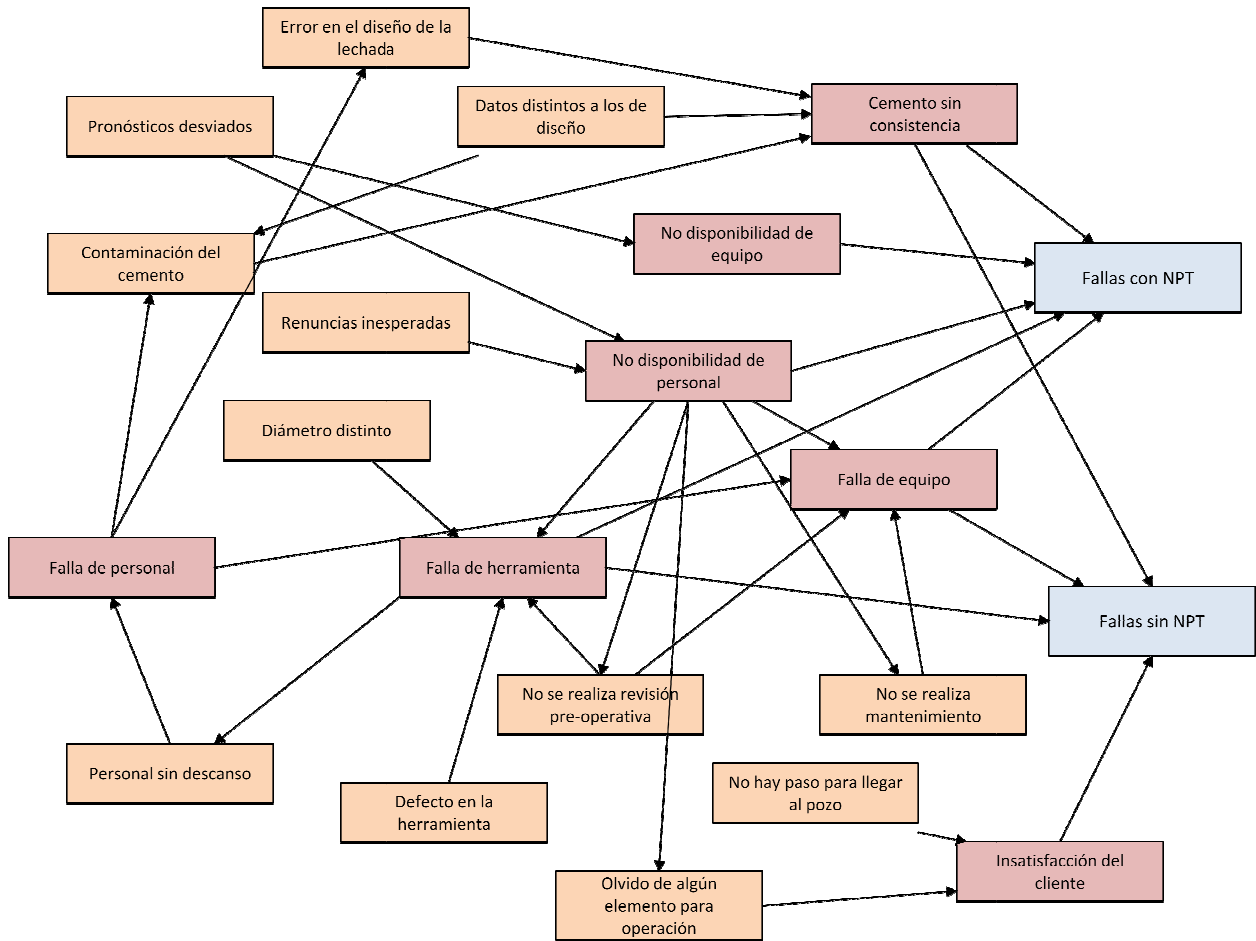 Error en el diseño de la
lechada
Datos distintos a los de
diseño
Cemento sin
consistencia
Pronósticos desviados
No disponibilidad de
equipo
Contaminación del
cemento
Fallas con NPT
Renuncias inesperadas
No disponibilidad de
personal
Diámetro distinto
Falla de equipo
Falla de personal
Falla de herramienta
Fallas sin NPT
No se realiza revisión
pre-operativa
No se realiza
mantenimiento
Personal sin descanso
Defecto en la
herramienta
No hay paso para llegar
al pozo
Insatisfacción del
cliente
Olvido de algún
elemento para
operación